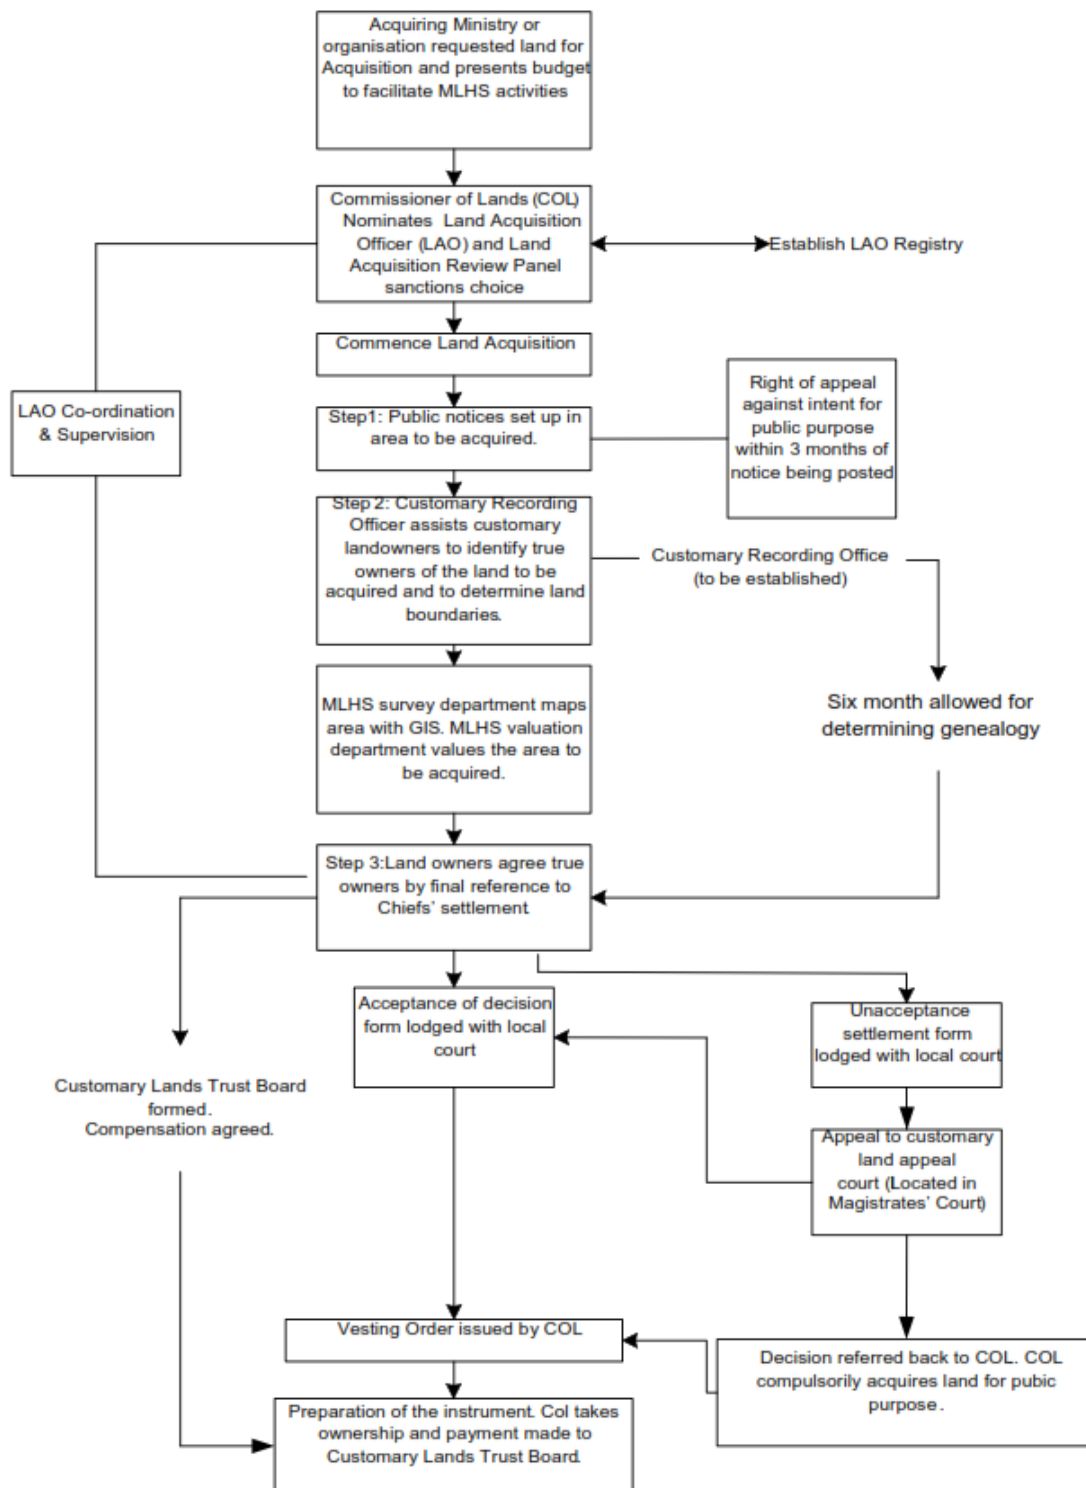 Acquiring Ministry or
organisation requested land for
Acquisition and presents budget
to facilitate MLHS activities
Commissioner of Lands (COL)
Nominates Land Acquisition
Officer (LAO) and Land
Acquisition Review Panel
sanctions choice
Establish LAO Registry
Commence Land Acquisition
LAO Co-ordination
& Supervision
Step1: Public notices set up in
area to be acquired.
Right of appeal
against intent for
public purpose
within 3 months of
notice being posted
Step 2: Customary Recording
Officer assists customary
landowners to identify true
owners of the land to be
acquired and to determine land
boundaries.
Customary Recording Office
(to be established)
MLHS survey department maps
area with GIS. MLHS valuation
department values the area to
be acquired.
Six month allowed for
determining genealogy
Step 3:Land owners agree true
owners by final reference to
Chiefs' settlement.
Acceptance of decision
form lodged with local
court
Unacceptance
settlement form
lodged with local court
Customary Lands Trust Board
formed.
Compensation agreed.
Appeal to customary
land appeal
court (Located in
Magistrates' Court)
Vesting Order issued by COL
Decision referred back to COL. COL
compulsorily acquires land for pubic
purpose.
Preparation of the instrument. Col takes
ownership and payment made to
Customary Lands Trust Board.